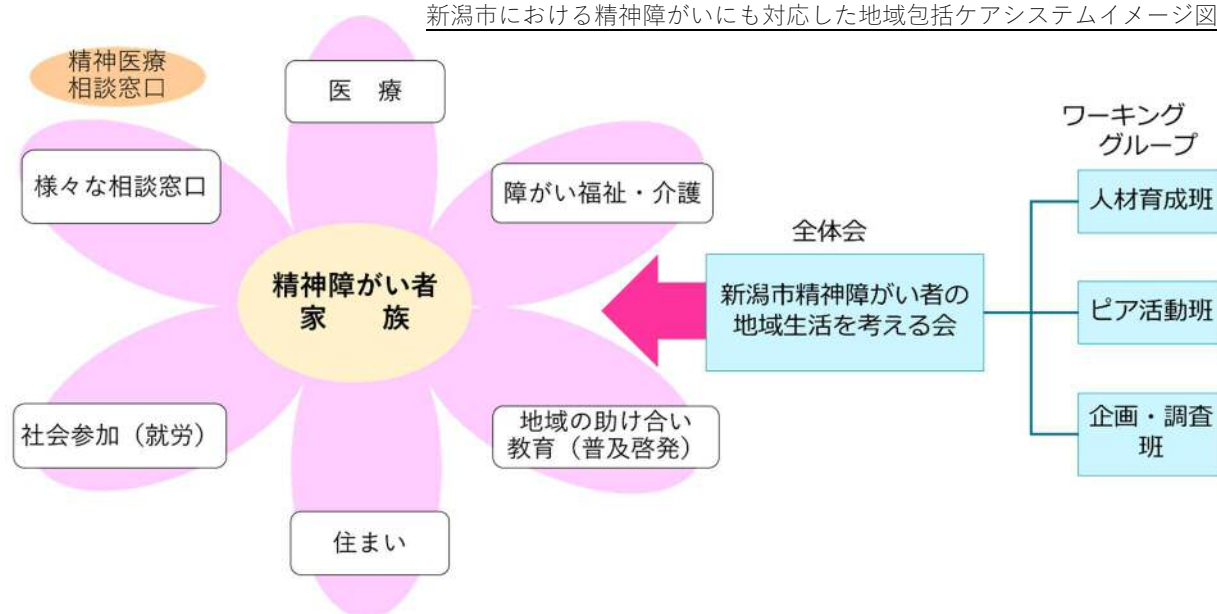 新潟市における精神障がいにも対応した地域包括ケアシステムイメージ図
精神医療
相談窓口
医　療
様々な相談窓口
障がい福祉・介護
精神障がい者
家　　族
社会参加（就労）
地域の助け合い
教育（普及啓発）
住まい
全体会
新潟市精神障がい者の
地域生活を考える会
ワーキング
グループ
人材育成班
ピア活動班
企画・調査
班